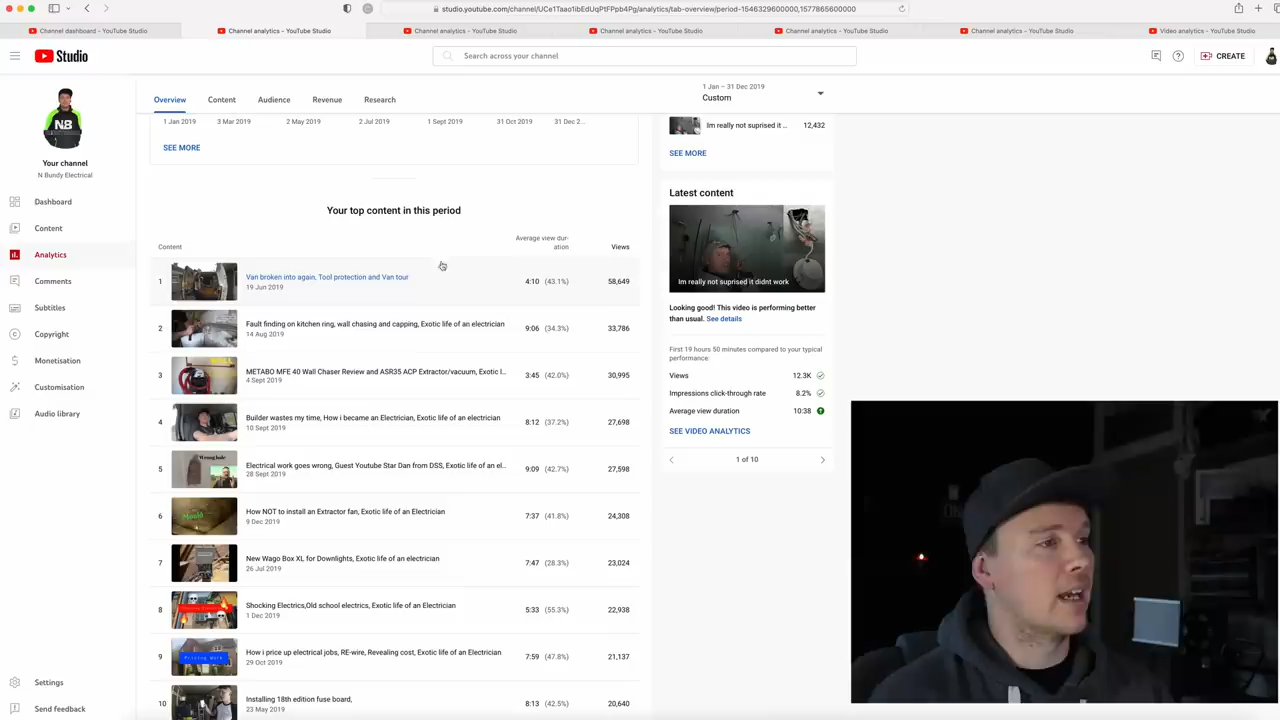 studio.youtube.com/channel/UCe1Taao1ibEdUqPtFPpb4Pg/analytics/tab-overview/period-1546329600000,1577865600000
Channel dashboard - YouTube Studio
Channel analytics - YouTube Studio
Channel analytics - YouTube Studio
Channel analytics - YouTube Studio
Channel analytics - YouTube Studio
Channel analytics - YouTube Studio
Video analytics - YouTube Studio
Studio
Search across your channel
CREATE
Overview
Content
Audience
Revenue
Research
1 Jan – 31 Dec 2019
Custom
N8
Your channel
N Bundy Electrical
Dashboard
Content
Analytics
Comments
Subtitles
Copyright
Monetisation
Customisation
Audio library
Settings
Send feedback
1 Jan 2019
3 Mar 2019
2 May 2019
2 Jul 2019
1 Sept 2019
31 Oct 2019
31 Dec 2...
SEE MORE
Your top content in this period
Content
Average view dur-
ation
Views
1
Van broken into again, Tool protection and Van tour
19 Jun 2019
4:10 (43.1%)
58,649
2
Fault finding on kitchen ring, wall chasing and capping, Exotic life of an electrician
14 Aug 2019
9:06 (34.3%)
33,786
3
METABO MFE 40 Wall Chaser Review and ASR35 ACP Extractor/vacuum, Exotic l...
4 Sept 2019
3:45 (42.0%)
30,995
4
Builder wastes my time, How i became an Electrician, Exotic life of an electrician
10 Sept 2019
8:12 (37.2%)
27,698
5
Wrong hole
Electrical work goes wrong, Guest Youtube Star Dan from DSS, Exotic life of an el...
28 Sept 2019
9:09 (42.7%)
27,598
6
Mould
How NOT to install an Extractor fan, Exotic life of an Electrician
9 Dec 2019
7:37 (41.8%)
24,308
7
New Wago Box XL for Downlights, Exotic life of an electrician
26 Jul 2019
7:47 (28.3%)
23,024
8
Shocking Electrics,Old school electrics, Exotic life of an Electrician
1 Dec 2019
5:33 (55.3%)
22,938
9
Pricing Work
How i price up electrical jobs, RE-wire, Revealing cost, Exotic life of an Electrician
29 Oct 2019
7:59 (47.8%)
21,137
10
Installing 18th edition fuse board,
23 May 2019
8:13 (42.5%)
20,640
Im really not suprised it ...
12,432
SEE MORE
Latest content
Im really not suprised it didnt work
Looking good! This video is performing better
than usual. See details
First 19 hours 50 minutes compared to your typical
performance:
Views
12.3K
Impressions click-through rate
8.2%
Average view duration
10:38
SEE VIDEO ANALYTICS
1 of 10